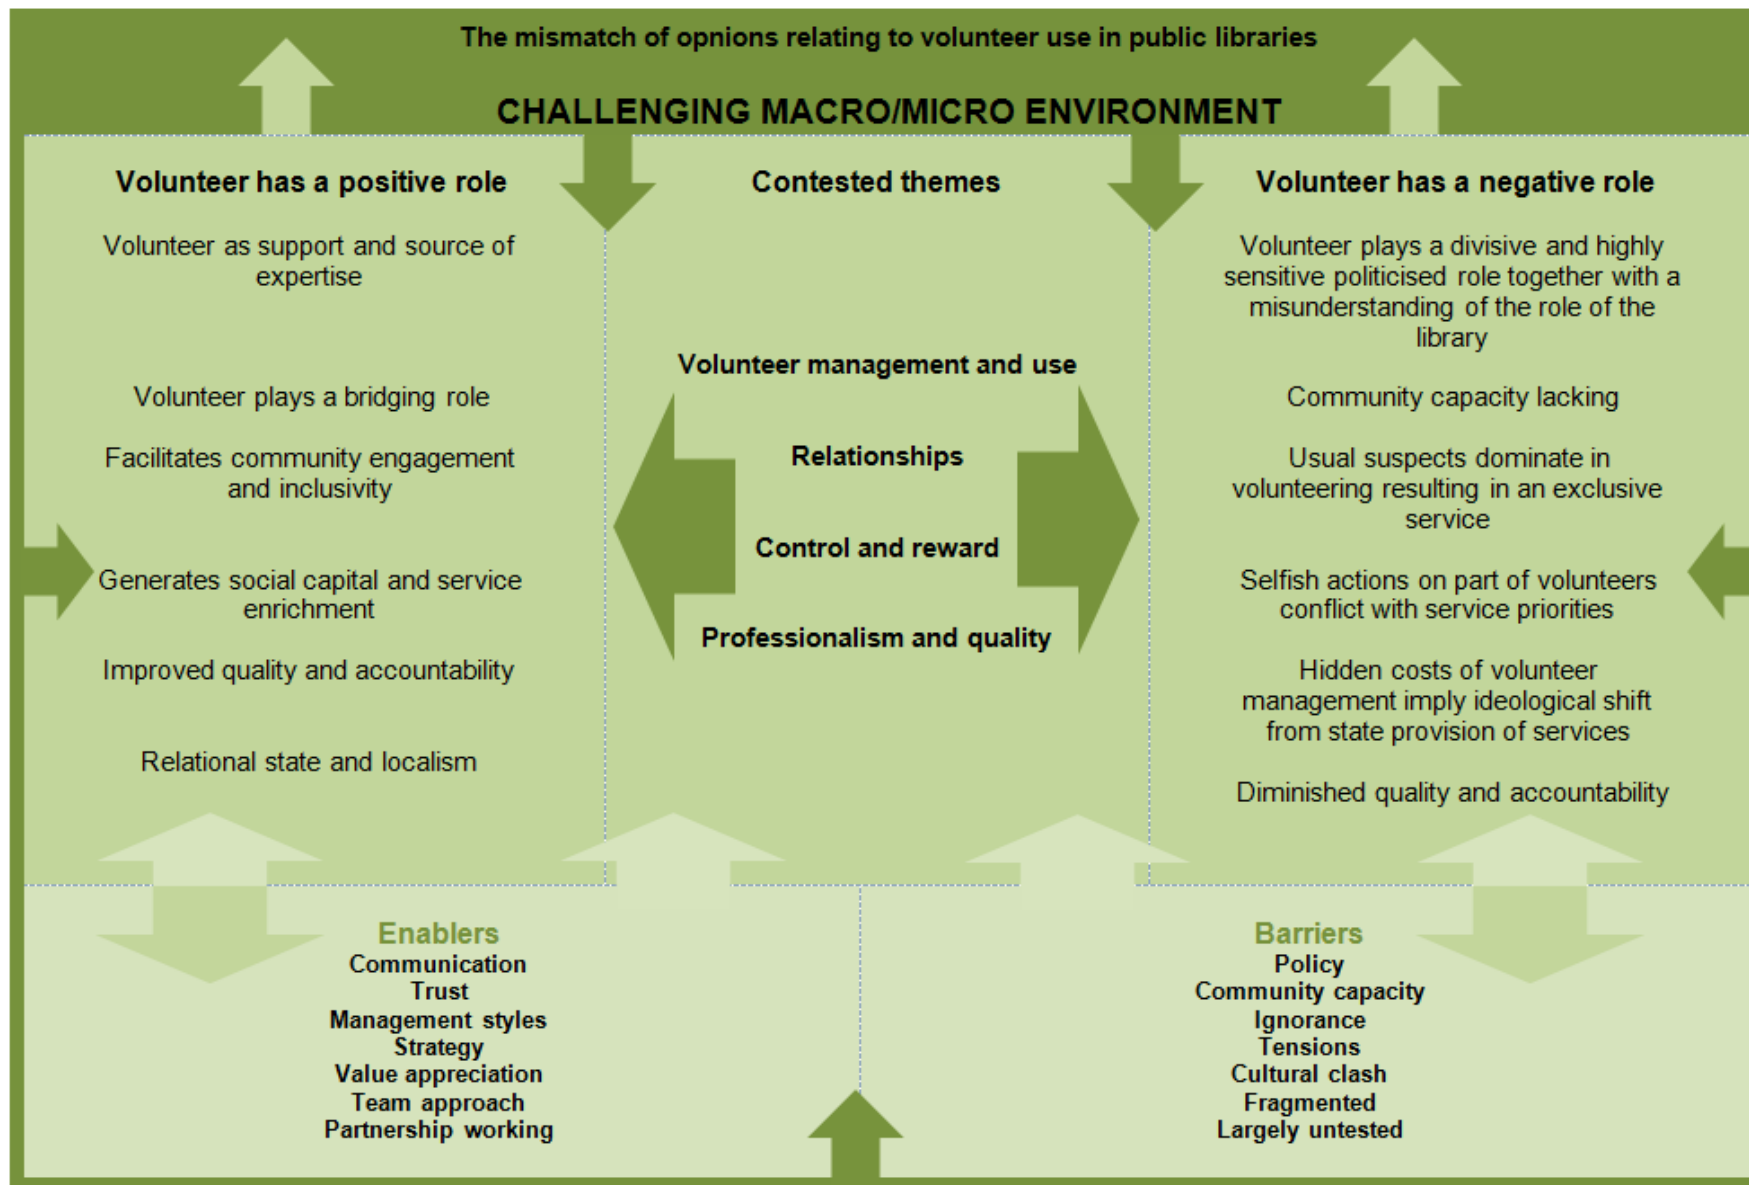 The mismatch of opnions relating to volunteer use in public libraries
CHALLENGING MACRO/MICRO ENVIRONMENT
Volunteer has a positive role
Volunteer as support and source of
expertise
Volunteer plays a bridging role
Facilitates community engagement
and inclusivity
Generates social capital and service
enrichment
Improved quality and accountability
Relational state and localism
Contested themes
Volunteer management and use
Relationships
Control and reward
Professionalism and quality
Volunteer has a negative role
Volunteer plays a divisive and highly
sensitive politicised role together with a
misunderstanding of the role of the
library
Community capacity lacking
Usual suspects dominate in
volunteering resulting in an exclusive
service
Selfish actions on part of volunteers
conflict with service priorities
Hidden costs of volunteer
management imply ideological shift
from state provision of services
Diminished quality and accountability
Enablers
Communication
Trust
Management styles
Strategy
Value appreciation
Team approach
Partnership working
Barriers
Policy
Community capacity
Ignorance
Tensions
Cultural clash
Fragmented
Largely untested